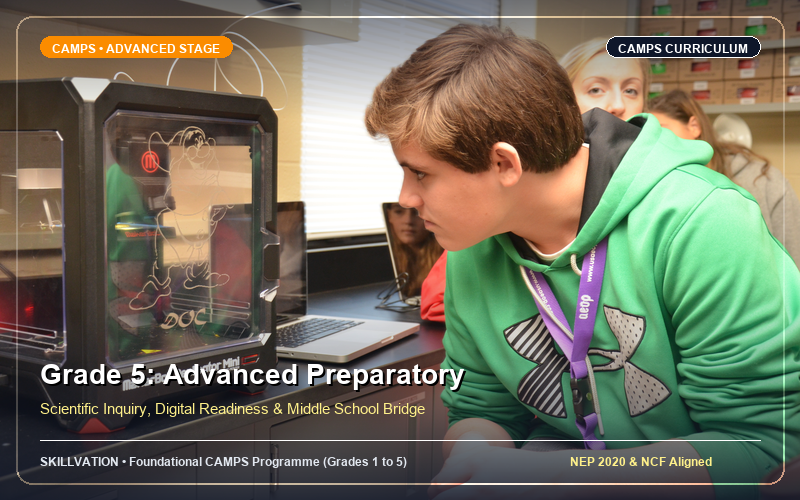 CAMPS • ADVANCED STAGE
CAMPS CURRICULUM
DOC
Grade 5: Advanced Preparatory
Scientific Inquiry, Digital Readiness & Middle School Bridge
SKILLVATION • Foundational CAMPS Programme (Grades 1 to 5)
NEP 2020 & NCF Aligned